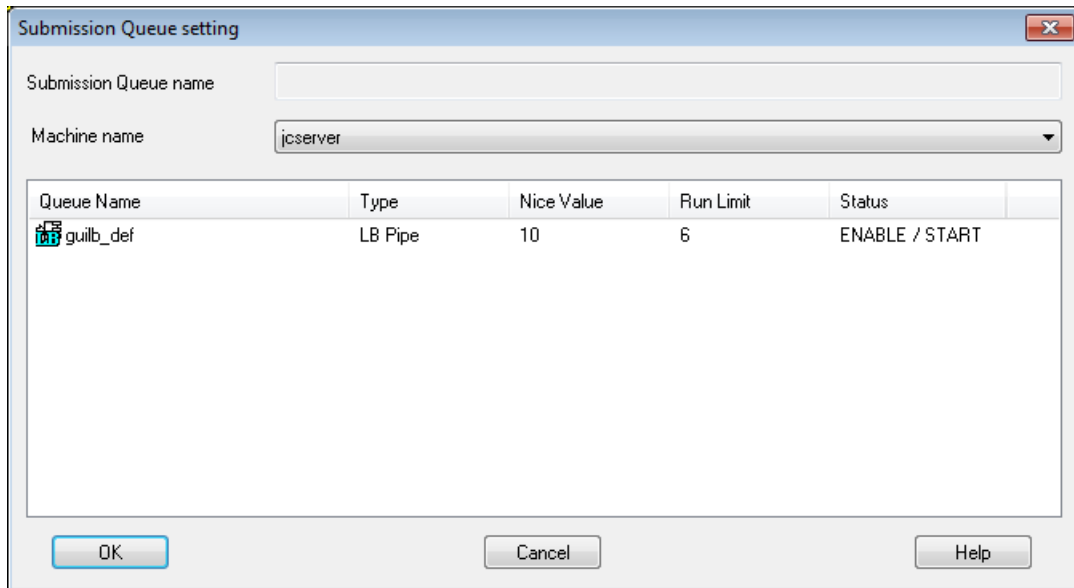 Submission Queue setting
Submission Queue name
Machine name jcserver
Queue Name Type Nice Value Run Limit Status
guilb_def LB Pipe 10 6 ENABLE / START
OK Cancel Help